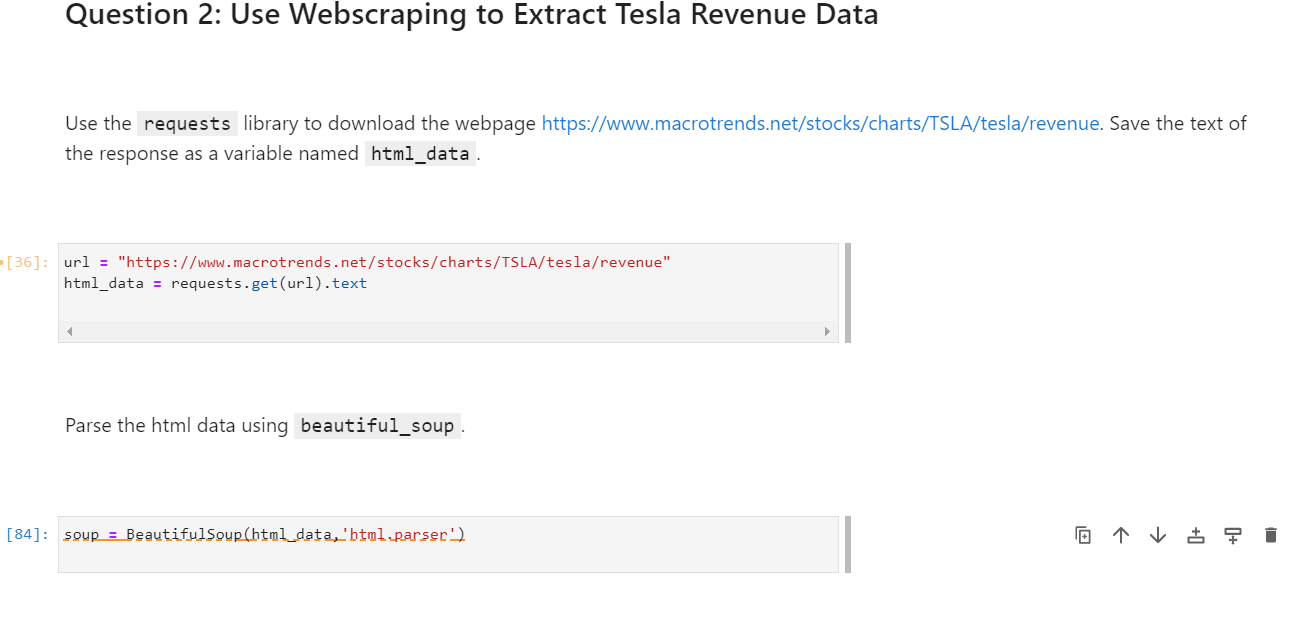 Question 2: Use Webscraping to Extract Tesla Revenue Data
Use the requests library to download the webpage https://www.macrotrends.net/stocks/charts/TSLA/tesla/revenue. Save the text of
the response as a variable named html_data.
[36]:
url = "https://www.macrotrends.net/stocks/charts/TSLA/tesla/revenue"
html_data = requests.get(url).text
Parse the html data using beautiful_soup.
[84]:
soup = BeautifulSoup(html_data,'html.parser')